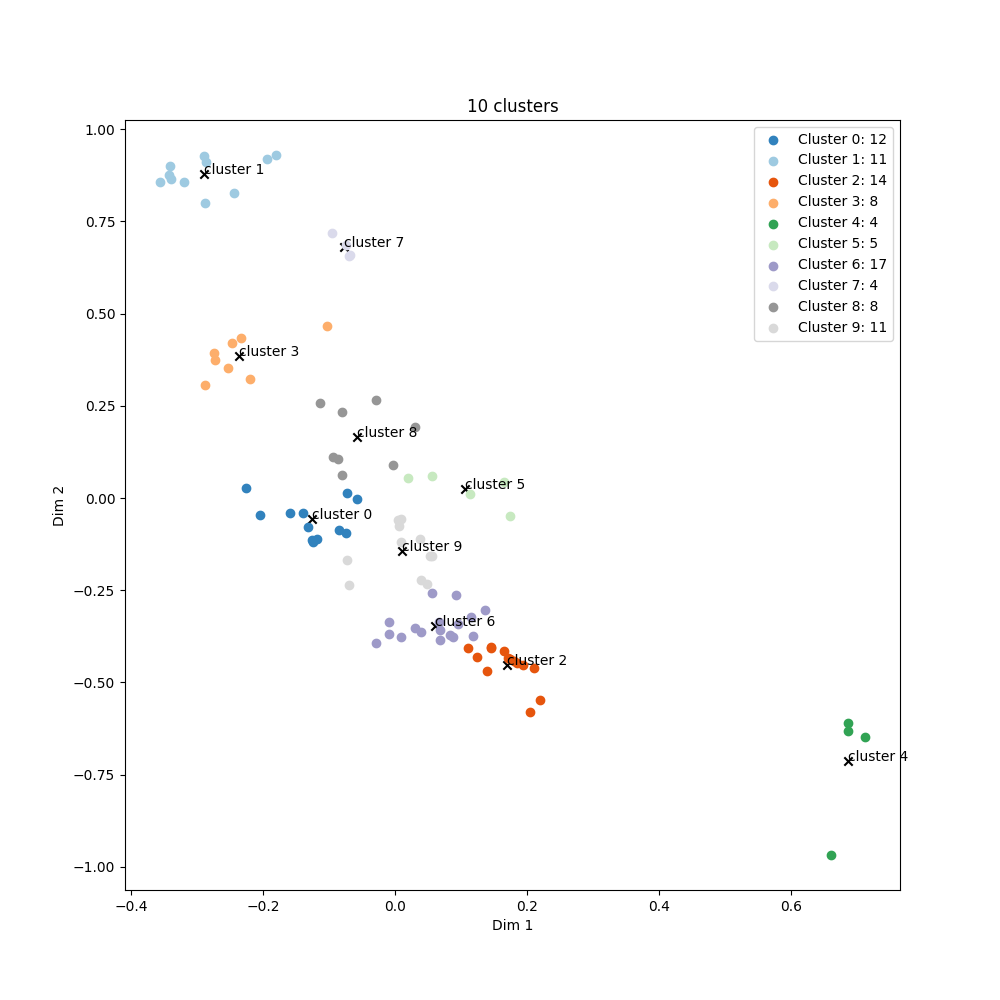 10 clusters
1.00
0.75
0.50
0.25
0.00
−0.25
−0.50
−0.75
−1.00
Dim 2
−0.4
−0.2
0.0
0.2
0.4
0.6
Dim 1
Cluster 0: 12
Cluster 1: 11
Cluster 2: 14
Cluster 3: 8
Cluster 4: 4
Cluster 5: 5
Cluster 6: 17
Cluster 7: 4
Cluster 8: 8
Cluster 9: 11
cluster 1
cluster 7
cluster 3
cluster 8
cluster 5
cluster 0
cluster 9
cluster 6
cluster 2
cluster 4